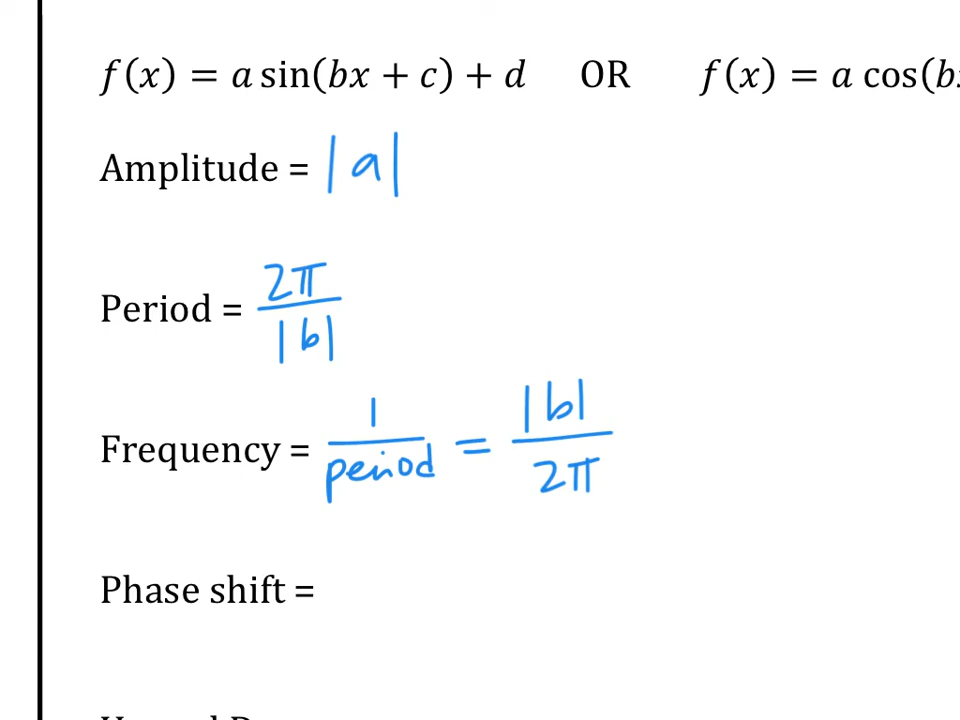 f(x) = a sin(bx + c) + d OR f(x) = a cos(b
Amplitude = |a|
Period = 2π / |b|
Frequency = 1 / period = |b| / 2π
Phase shift =